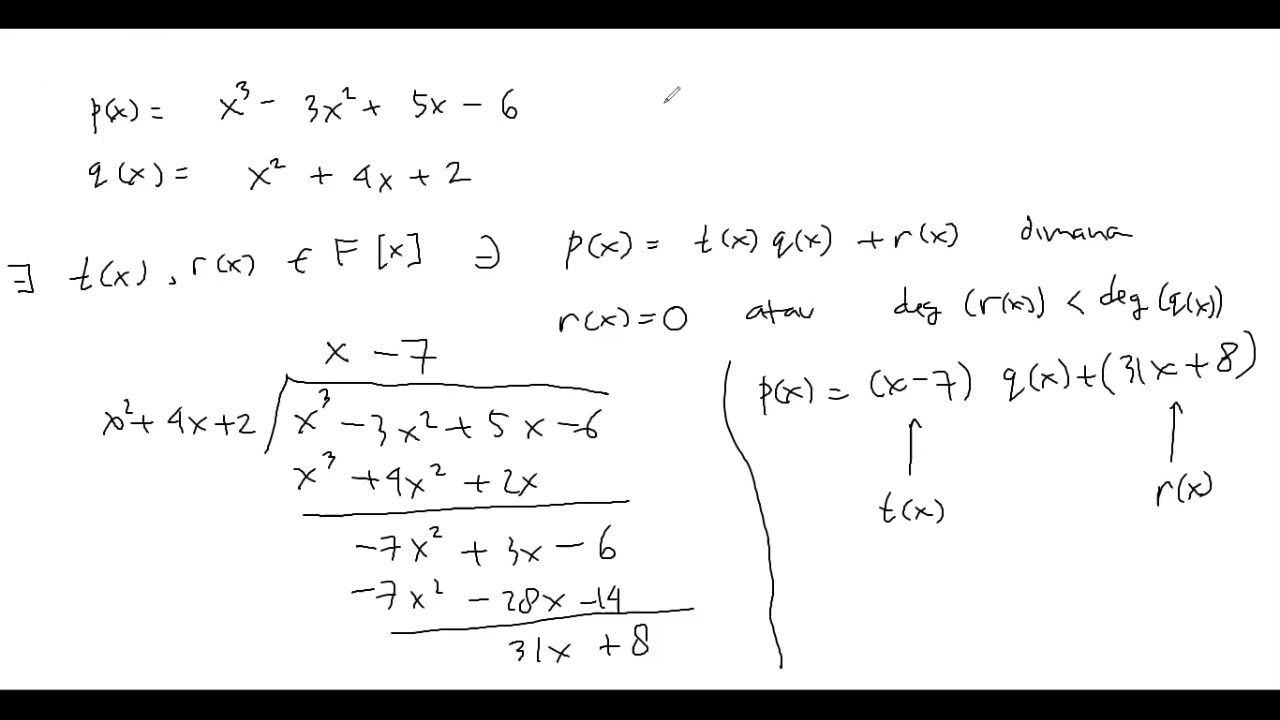 p(x) = x³ - 3x² + 5x - 6
q(x) = x² + 4x + 2
∃ t(x), r(x) ∈ F[x] ∋ p(x) = t(x) q(x) + r(x) dimana
r(x) = 0 atau deg (r(x)) < deg (q(x))
x - 7
x² + 4x + 2 x³ - 3x² + 5x - 6
x³ + 4x² + 2x
-7x² + 3x - 6
-7x² - 28x - 14
31x + 8
p(x) = (x - 7) q(x) + (31x + 8)
↑ ↑
t(x) r(x)